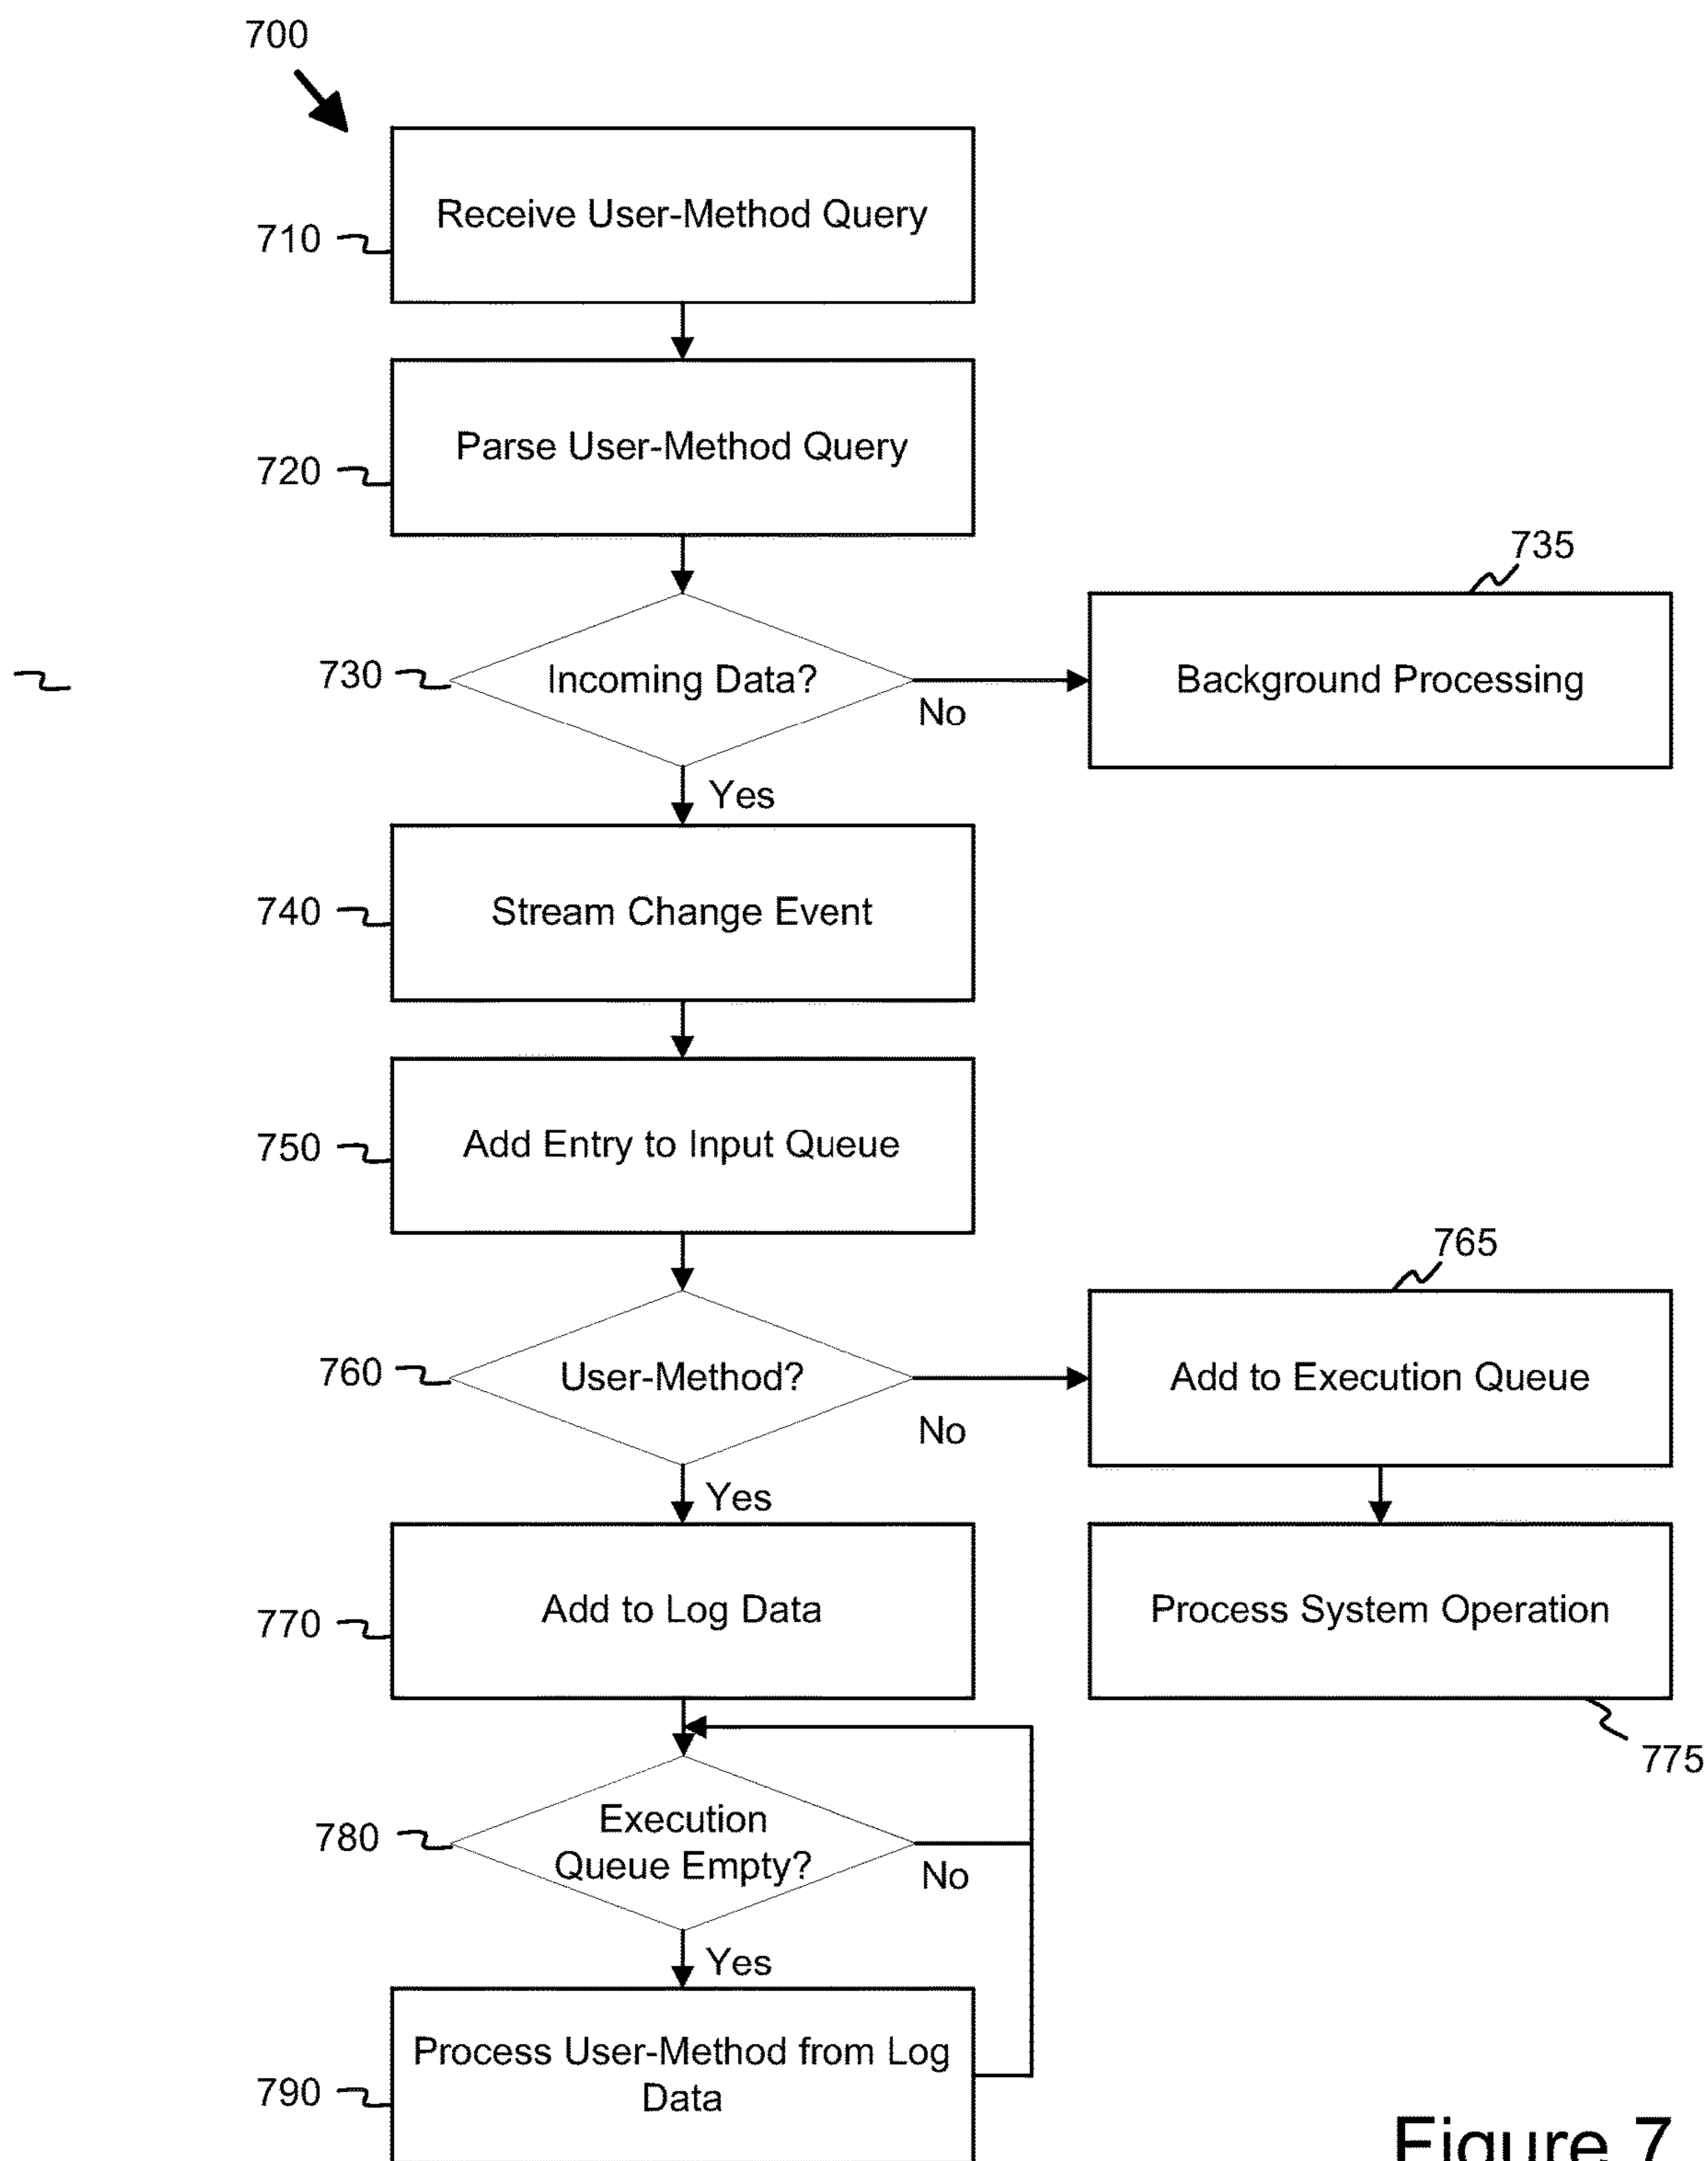 700
710
Receive User-Method Query
720
Parse User-Method Query
730
Incoming Data?
No
735
Background Processing
Yes
740
Stream Change Event
750
Add Entry to Input Queue
760
User-Method?
No
765
Add to Execution Queue
Yes
770
Add to Log Data
Process System Operation
775
780
Execution
Queue Empty?
No
Yes
790
Process User-Method from Log
Data
Figure 7